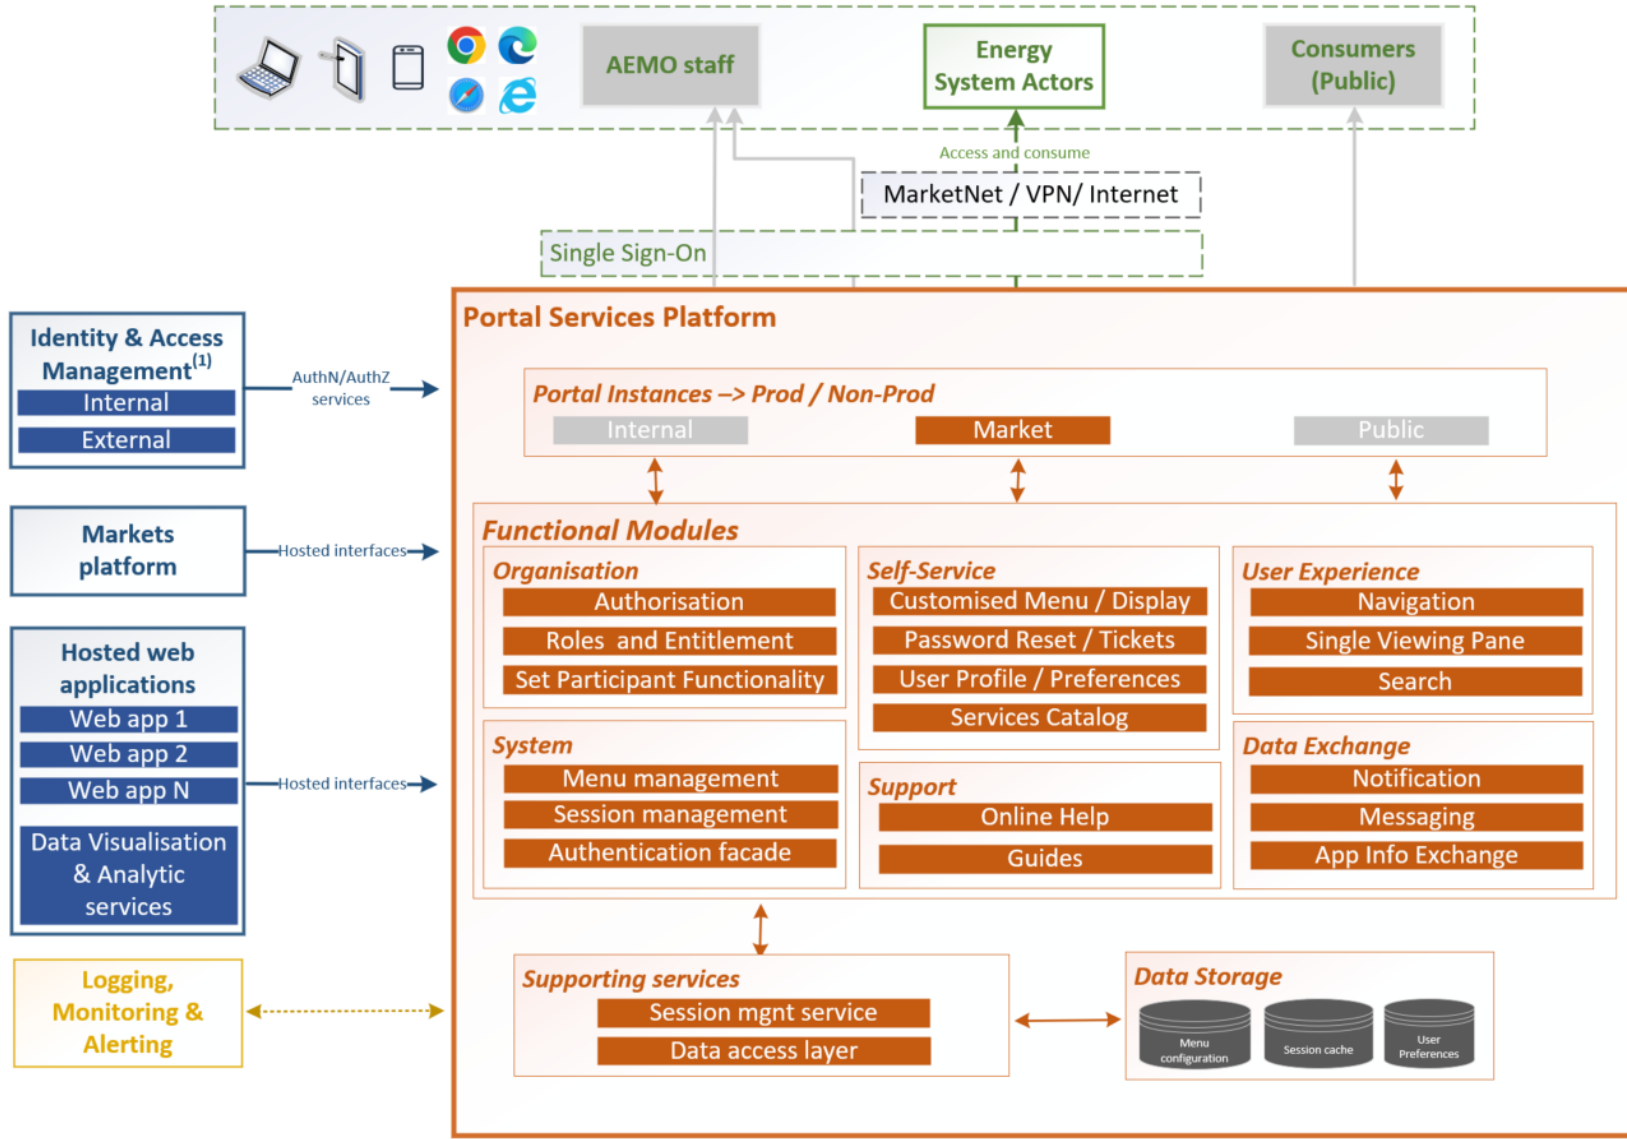 AEMO staff
Energy
System Actors
Consumers
(Public)
Access and consume
MarketNet / VPN/ Internet
Single Sign-On
Identity & Access
Management(1)
Internal
External
AuthN/AuthZ
services
Markets
platform
Hosted interfaces
Hosted web
applications
Web app 1
Web app 2
Web app N
Data Visualisation
& Analytic
services
Hosted interfaces
Logging,
Monitoring &
Alerting
Portal Services Platform
Portal Instances –> Prod / Non-Prod
Internal
Market
Public
Functional Modules
Organisation
Authorisation
Roles and Entitlement
Set Participant Functionality
Self-Service
Customised Menu / Display
Password Reset / Tickets
User Profile / Preferences
Services Catalog
User Experience
Navigation
Single Viewing Pane
Search
System
Menu management
Session management
Authentication facade
Support
Online Help
Guides
Data Exchange
Notification
Messaging
App Info Exchange
Supporting services
Session mgnt service
Data access layer
Data Storage
Menu
configuration
Session cache
User
Preferences